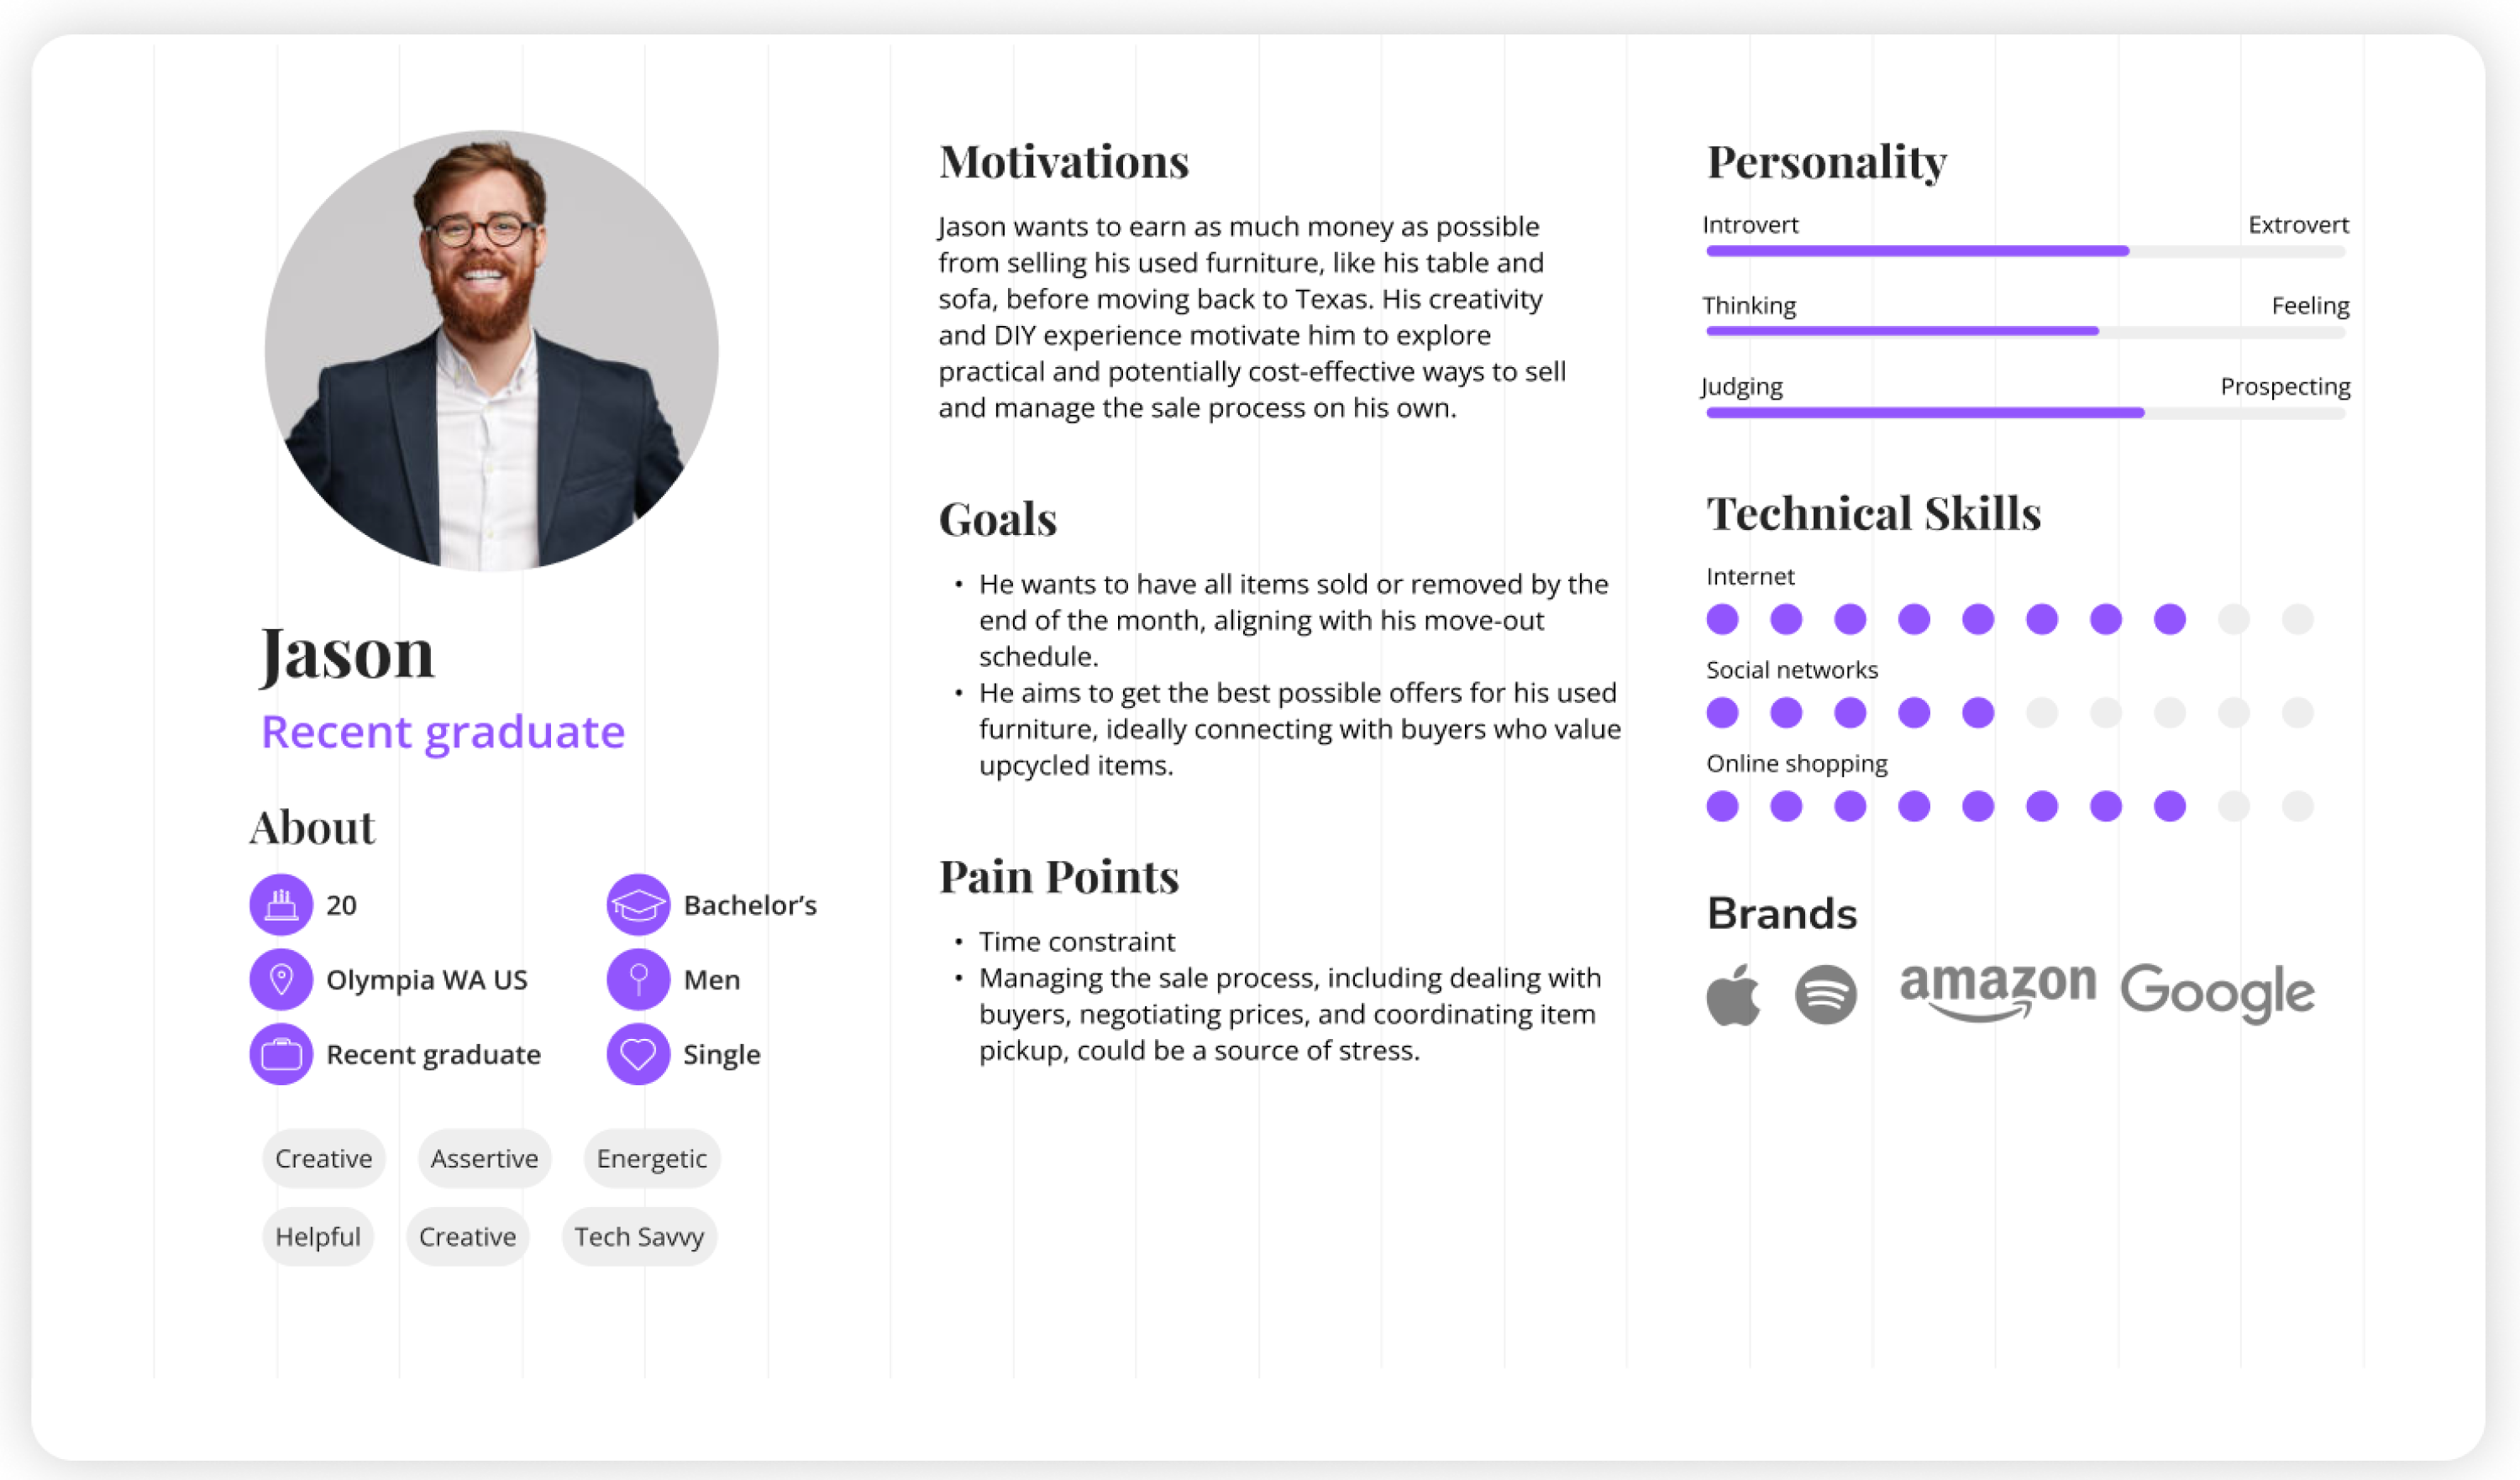 Jason
Recent graduate
About
20
Bachelor's
Olympia WA US
Men
Recent graduate
Single
Creative
Assertive
Energetic
Helpful
Creative
Tech Savvy
Motivations
Jason wants to earn as much money as possible
from selling his used furniture, like his table and
sofa, before moving back to Texas. His creativity
and DIY experience motivate him to explore
practical and potentially cost-effective ways to sell
and manage the sale process on his own.
Goals
• He wants to have all items sold or removed by the
end of the month, aligning with his move-out
schedule.
• He aims to get the best possible offers for his used
furniture, ideally connecting with buyers who value
upcycled items.
Pain Points
• Time constraint
• Managing the sale process, including dealing with
buyers, negotiating prices, and coordinating item
pickup, could be a source of stress.
Personality
Introvert
Extrovert
Thinking
Feeling
Judging
Prospecting
Technical Skills
Internet
Social networks
Online shopping
Brands
amazon
Google